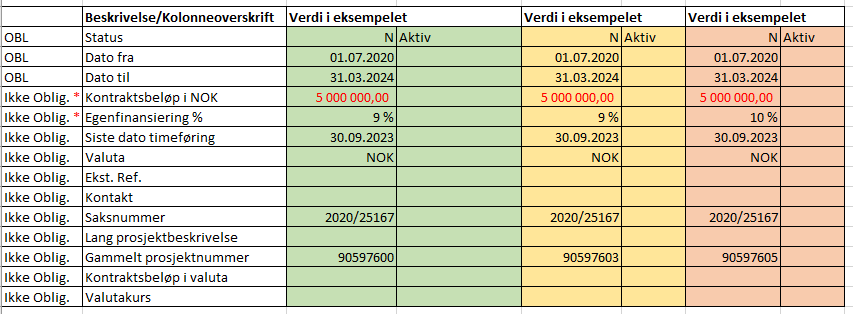 Beskrivelse/Kolonneoverskrift Verdi i eksempelet Verdi i eksempelet Verdi i eksempelet
OBL Status N Aktiv N Aktiv N Aktiv
OBL Dato fra 01.07.2020 01.07.2020 01.07.2020
OBL Dato til 31.03.2024 31.03.2024 31.03.2024
Ikke Oblig. * Kontraktsbeløp i NOK 5 000 000,00 5 000 000,00 5 000 000,00
Ikke Oblig. * Egenfinansiering % 9 % 9 % 10 %
Ikke Oblig. Siste dato timeføring 30.09.2023 30.09.2023 30.09.2023
Ikke Oblig. Valuta NOK NOK NOK
Ikke Oblig. Ekst. Ref.
Ikke Oblig. Kontakt
Ikke Oblig. Saksnummer 2020/25167 2020/25167 2020/25167
Ikke Oblig. Lang prosjektbeskrivelse
Ikke Oblig. Gammelt prosjektnummer 90597600 90597603 90597605
Ikke Oblig. Kontraktsbeløp i valuta
Ikke Oblig. Valutakurs